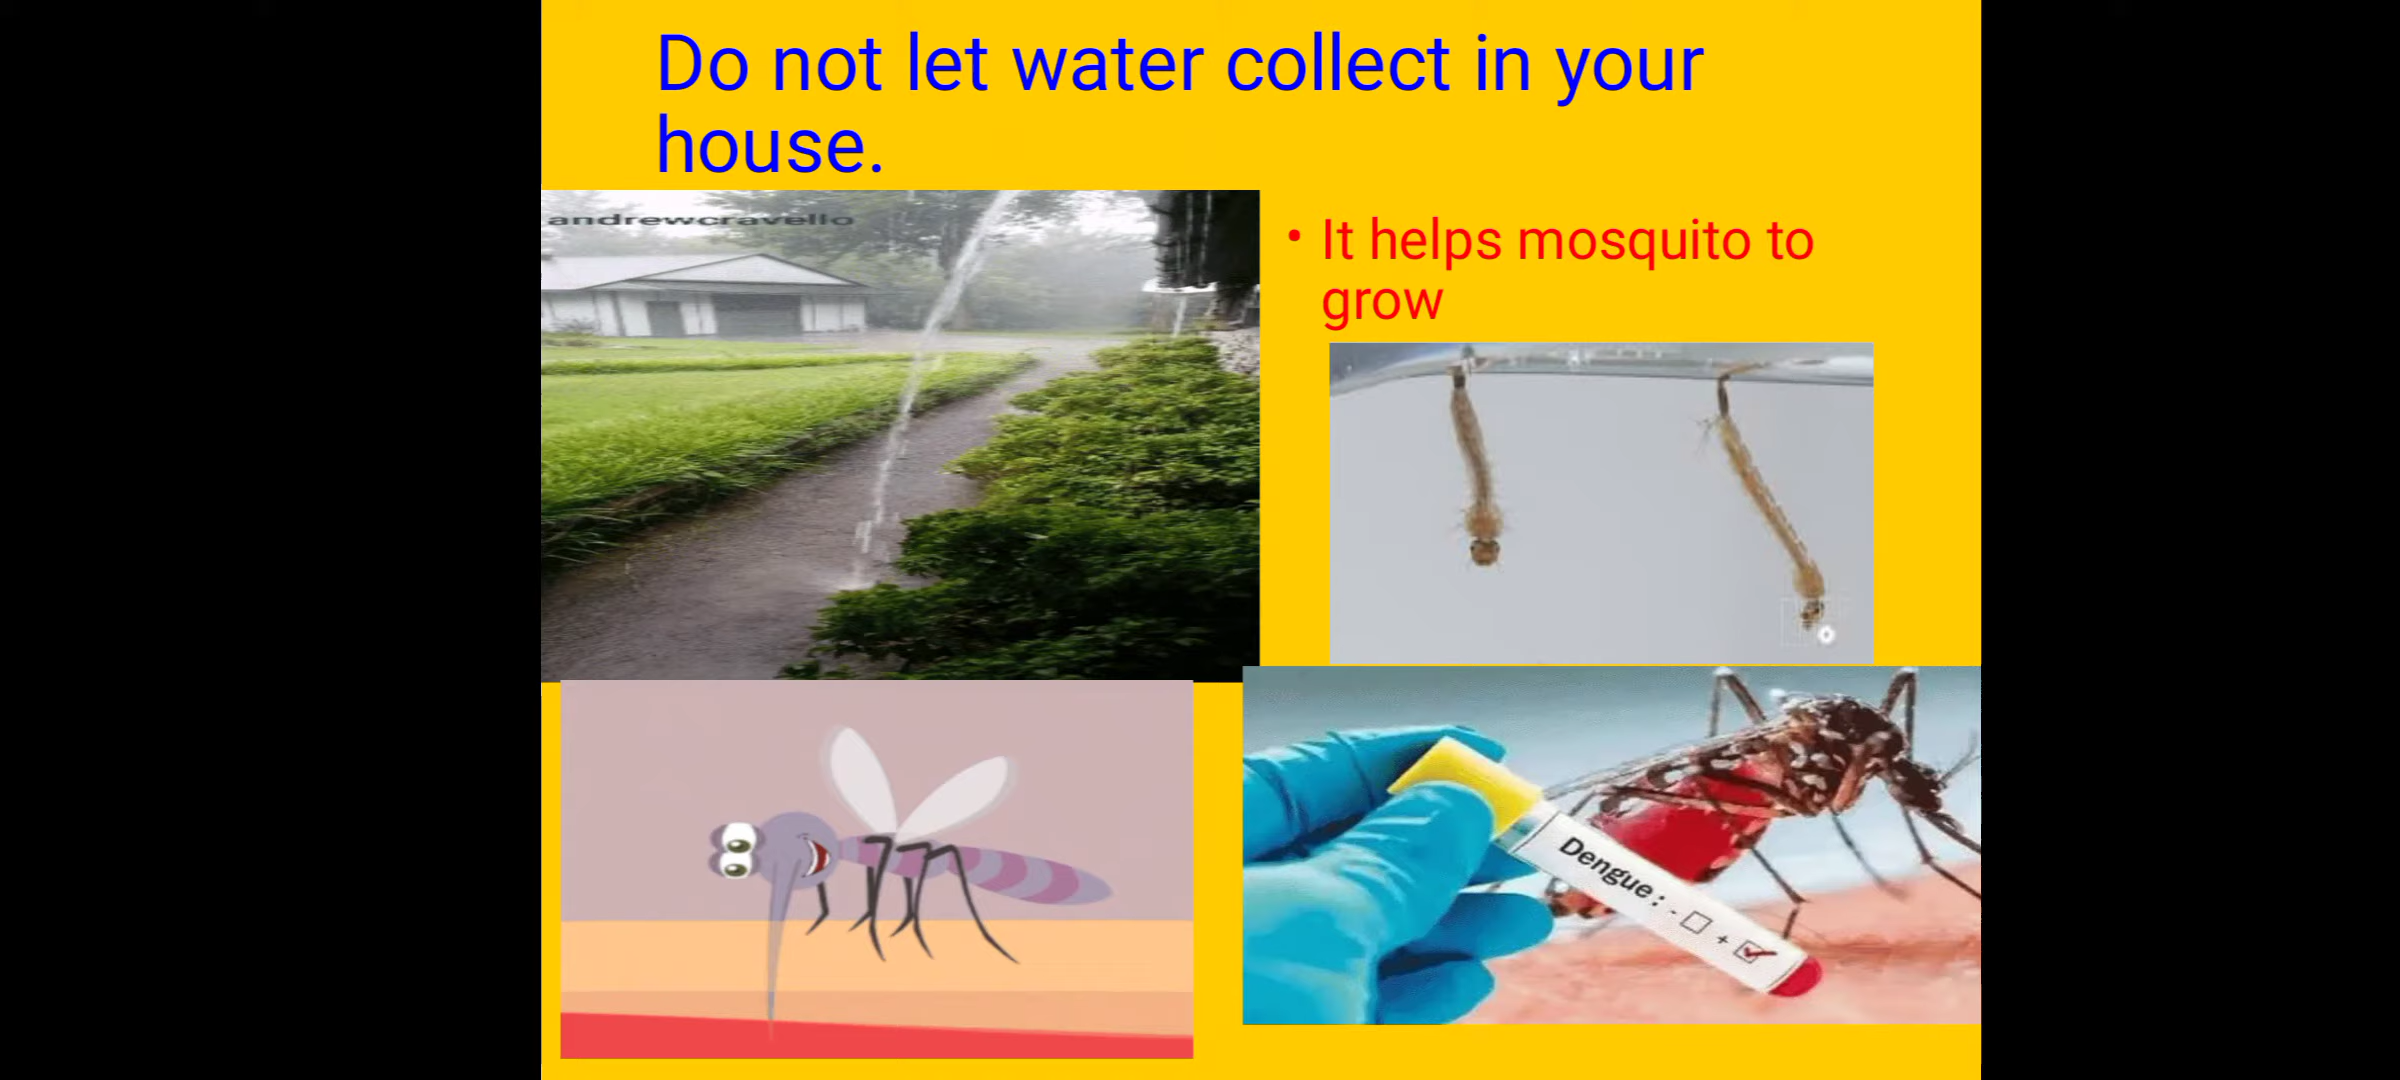 Do not let water collect in your
house.
andrewcravello
• It helps mosquito to
grow
Dengue : - □ + ☑